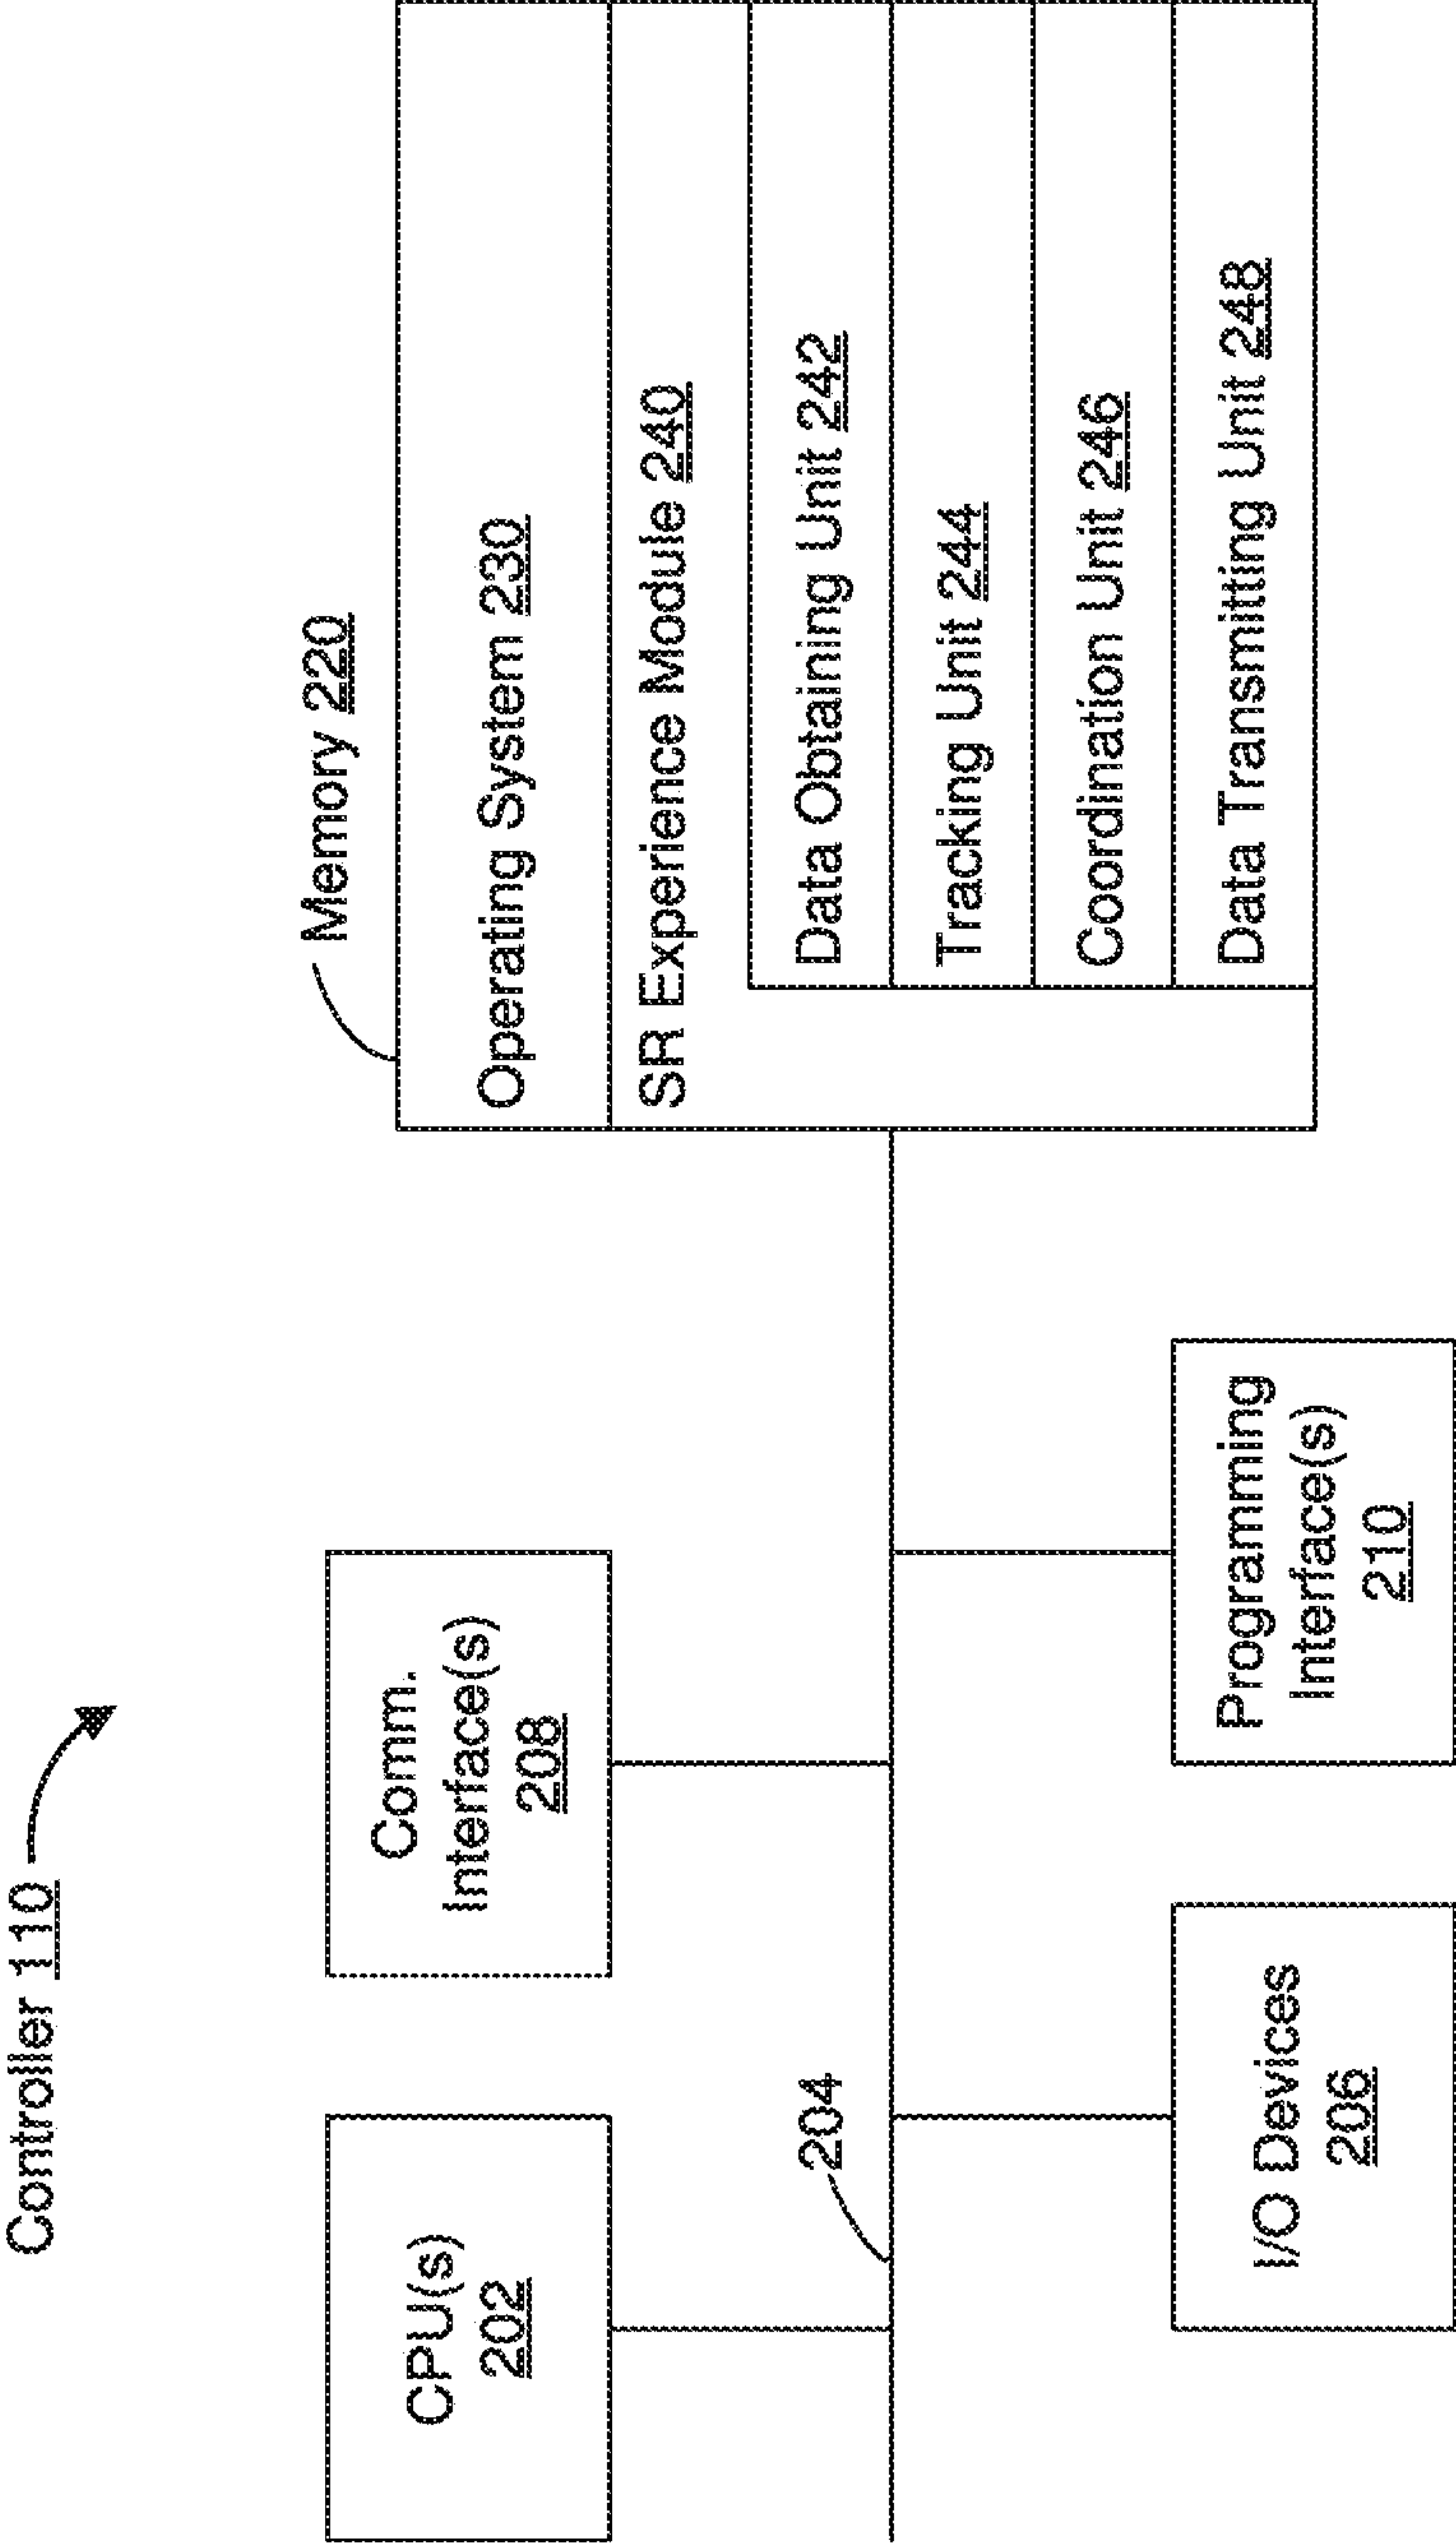 Controller 110
CPU(s)
202
Comm.
Interface(s)
208
Memory 220
Operating System 230
SR Experience Module 240
Data Obtaining Unit 242
Tracking Unit 244
Coordination Unit 246
Data Transmitting Unit 248
204
I/O Devices
206
Programming
Interface(s)
210